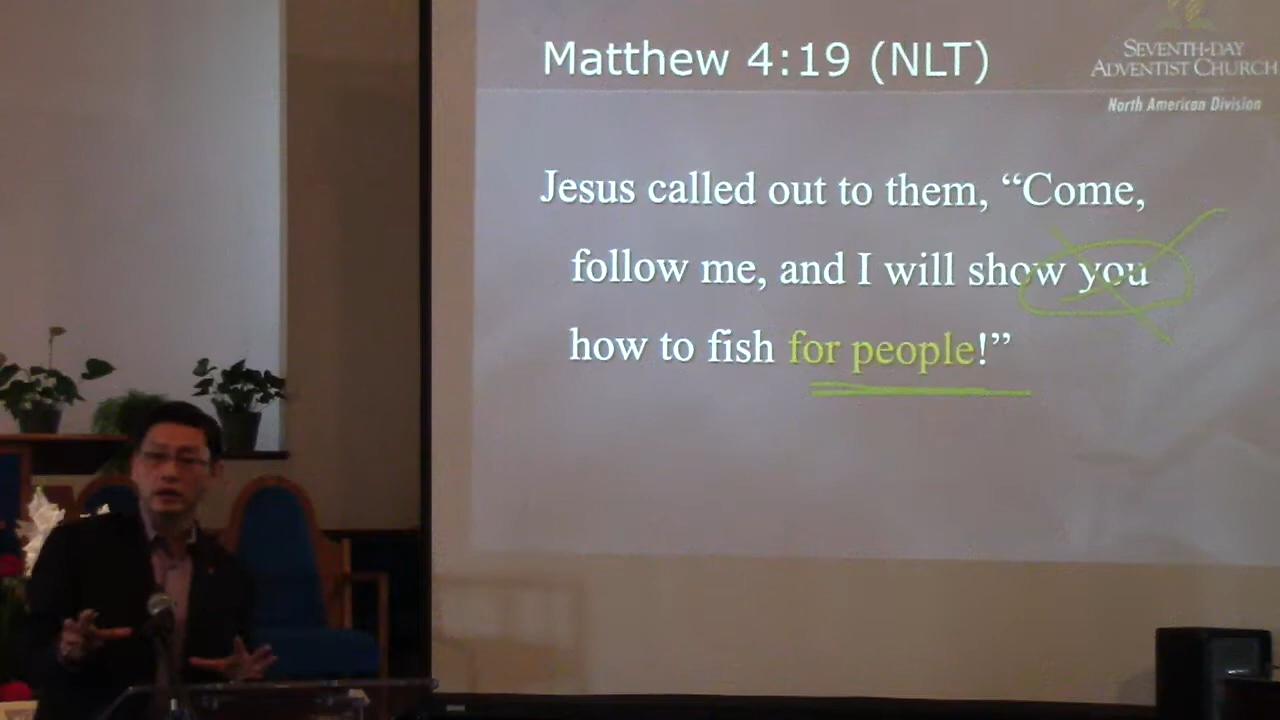 Matthew 4:19 (NLT)
SEVENTH-DAY
ADVENTIST CHURCH
North American Division
Jesus called out to them, “Come,
follow me, and I will show you
how to fish for people!”